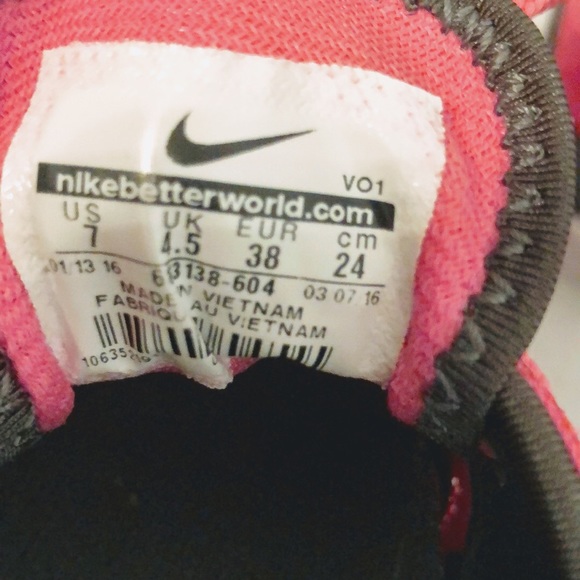 VO1
nikebetterworld.com
US UK EUR cm
7 4.5 38 24
01/13 16 03 07 16
3138-604
MADE IN VIETNAM
FABRIQU AU VIETNAM